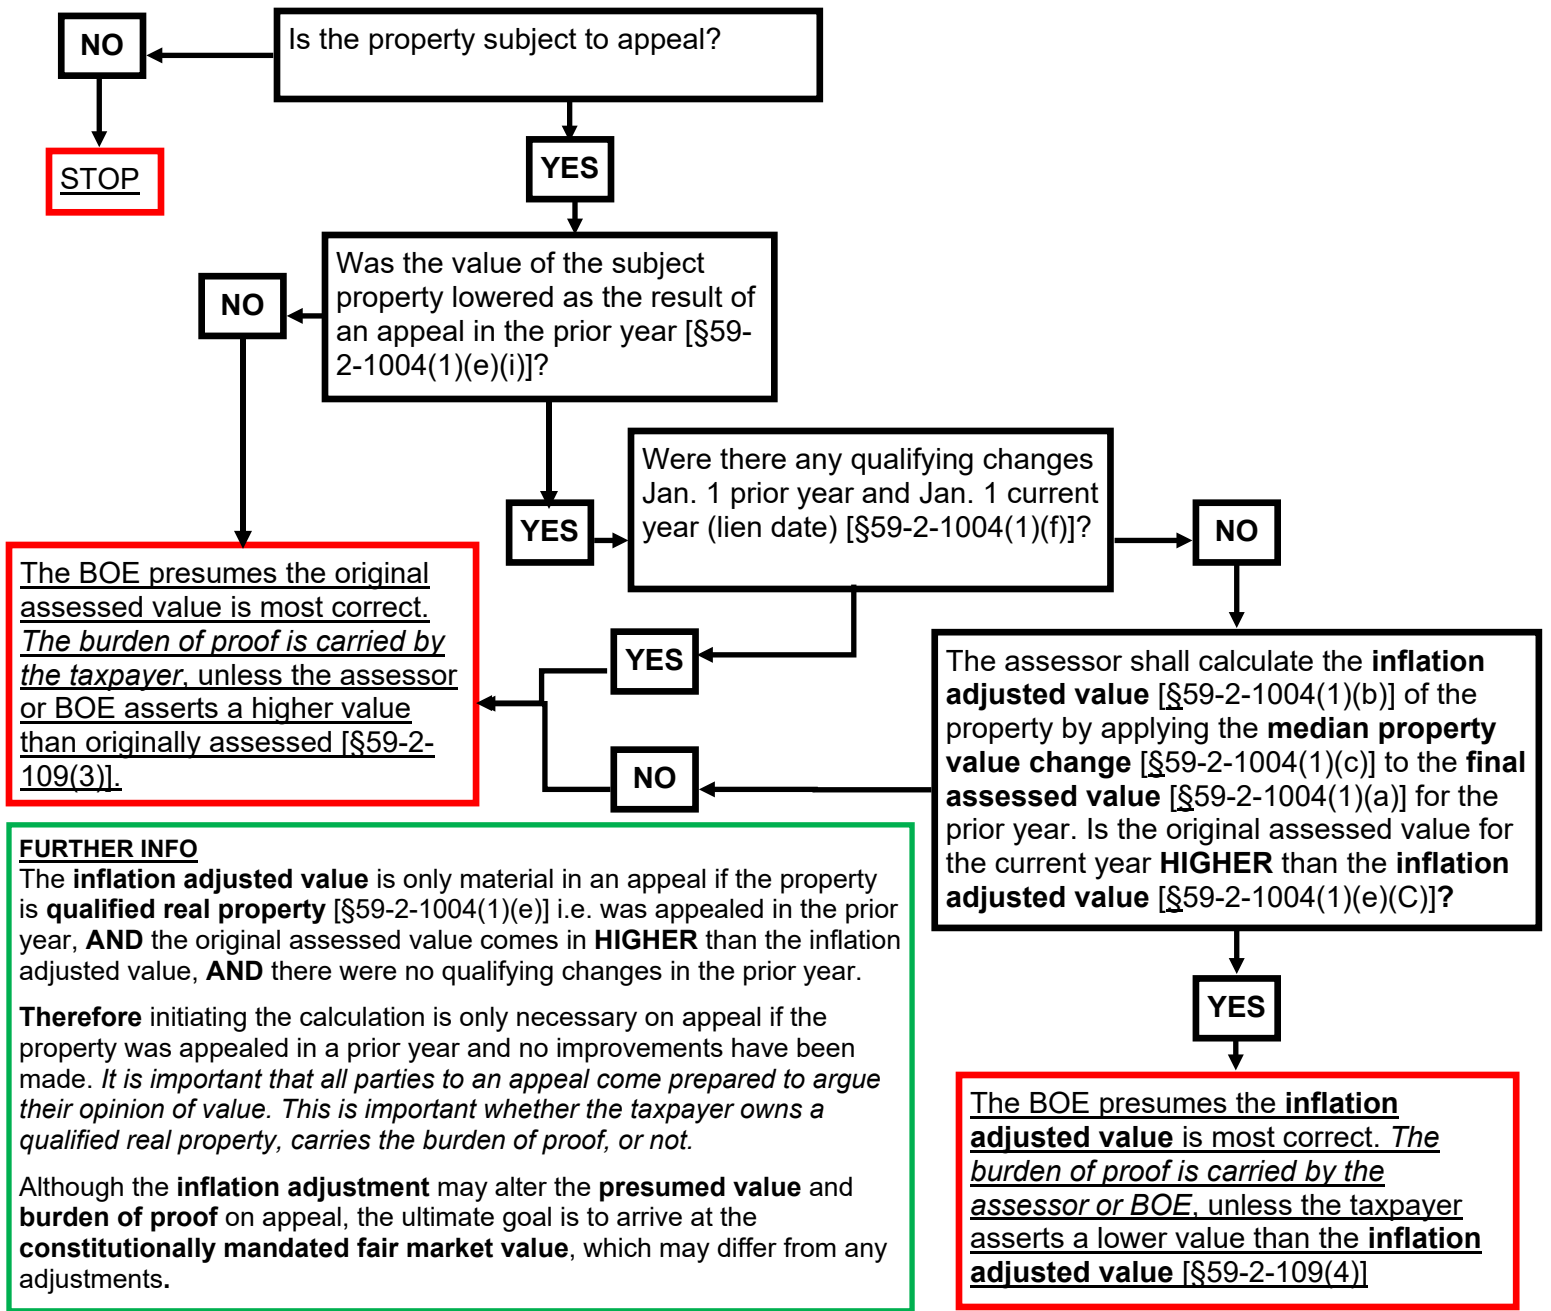 NO
Is the property subject to appeal?
STOP
YES
Was the value of the subject
property lowered as the result of
an appeal in the prior year [§59-
2-1004(1)(e)(i)]?
NO
YES
Were there any qualifying changes
Jan. 1 prior year and Jan. 1 current
year (lien date) [§59-2-1004(1)(f)]?
NO
The BOE presumes the original
assessed value is most correct.
The burden of proof is carried by
the taxpayer, unless the assessor
or BOE asserts a higher value
than originally assessed [§59-2-
109(3)].
YES
NO
The assessor shall calculate the inflation
adjusted value [§59-2-1004(1)(b)] of the
property by applying the median property
value change [§59-2-1004(1)(c)] to the final
assessed value [§59-2-1004(1)(a)] for the
prior year. Is the original assessed value for
the current year HIGHER than the inflation
adjusted value [§59-2-1004(1)(e)(C)]?
YES
The BOE presumes the inflation
adjusted value is most correct. The
burden of proof is carried by the
assessor or BOE, unless the taxpayer
asserts a lower value than the inflation
adjusted value [§59-2-109(4)]
FURTHER INFO
The inflation adjusted value is only material in an appeal if the property
is qualified real property [§59-2-1004(1)(e)] i.e. was appealed in the prior
year, AND the original assessed value comes in HIGHER than the inflation
adjusted value, AND there were no qualifying changes in the prior year.
Therefore initiating the calculation is only necessary on appeal if the
property was appealed in a prior year and no improvements have been
made. It is important that all parties to an appeal come prepared to argue
their opinion of value. This is important whether the taxpayer owns a
qualified real property, carries the burden of proof, or not.
Although the inflation adjustment may alter the presumed value and
burden of proof on appeal, the ultimate goal is to arrive at the
constitutionally mandated fair market value, which may differ from any
adjustments.